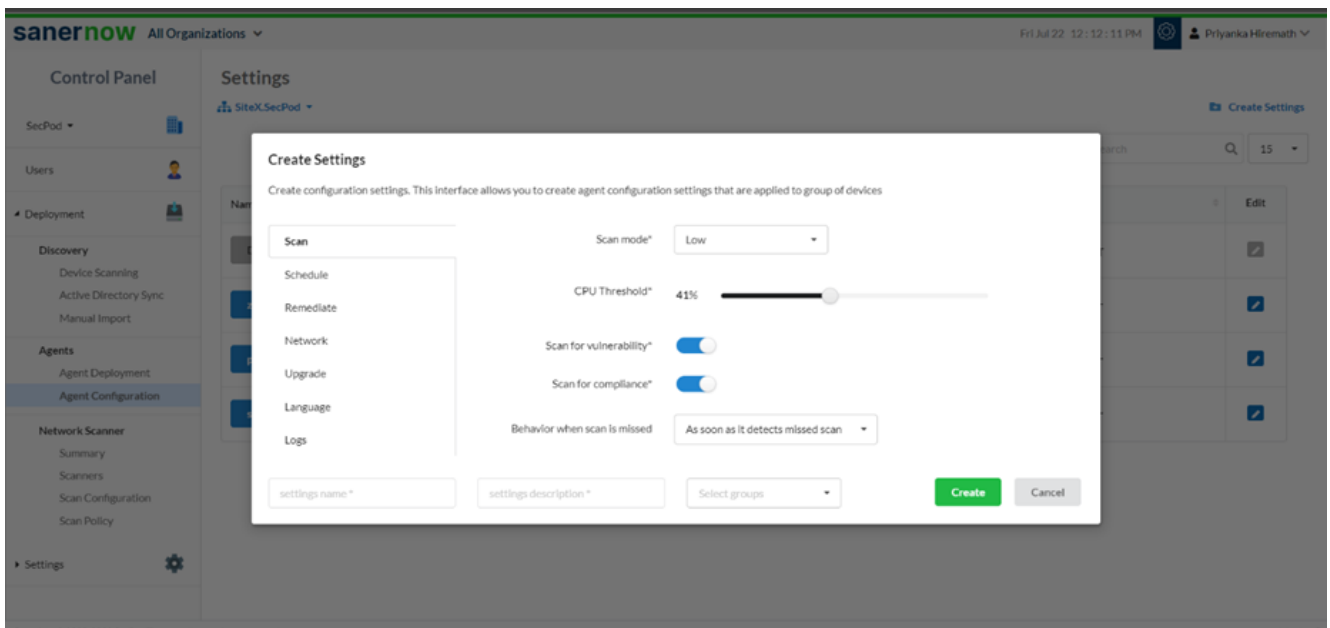 sanernow All Organizations
Fri Jul 22 12:12:11 PM Priyanka Hiremath
Control Panel
SecPod
Users
Deployment
Discovery
Device Scanning
Active Directory Sync
Manual Import
Agents
Agent Deployment
Agent Configuration
Network Scanner
Summary
Scanners
Scan Configuration
Scan Policy
Settings
Settings
SiteX.SecPod
Create Settings
15
Edit
Create Settings
Create configuration settings. This interface allows you to create agent configuration settings that are applied to group of devices
Scan
Schedule
Remediate
Network
Upgrade
Language
Logs
Scan mode* Low
CPU Threshold* 41%
Scan for vulnerability*
Scan for compliance*
Behavior when scan is missed As soon as it detects missed scan
settings name * settings description * Select groups Create Cancel